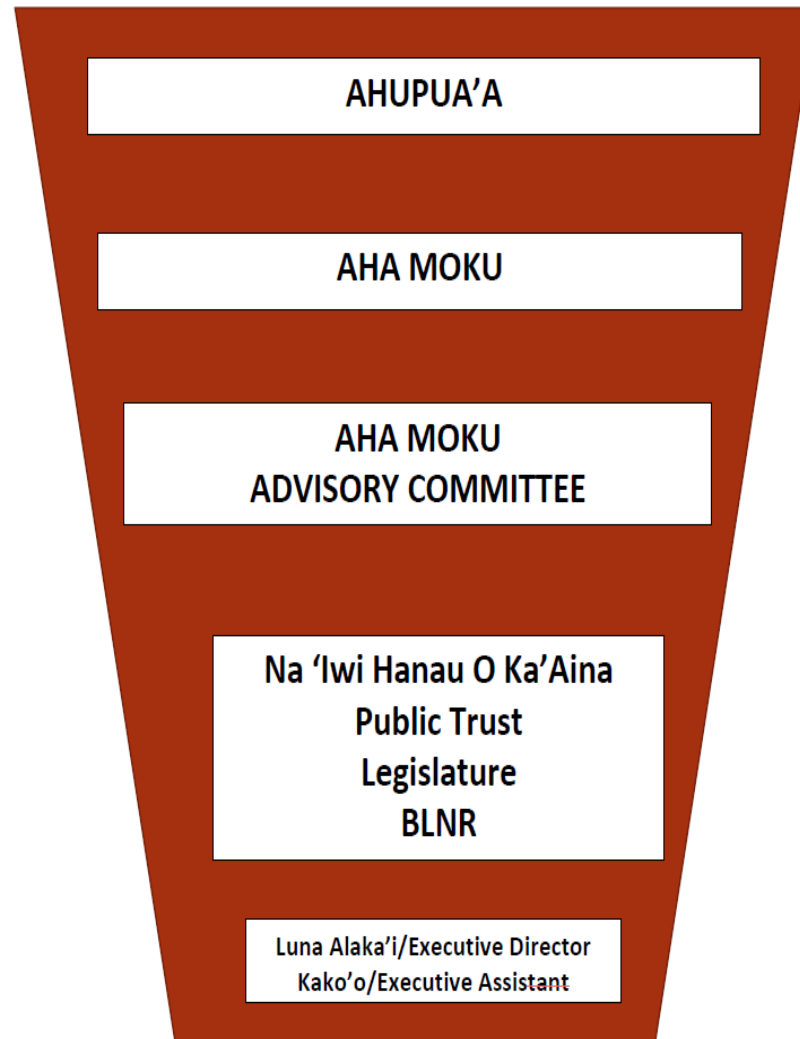 AHUPUA’A
AHA MOKU
AHA MOKU
ADVISORY COMMITTEE
Na ‘Iwi Hanau O Ka’Aina
Public Trust
Legislature
BLNR
Luna Alaka’i/Executive Director
Kako’o/Executive Assistant